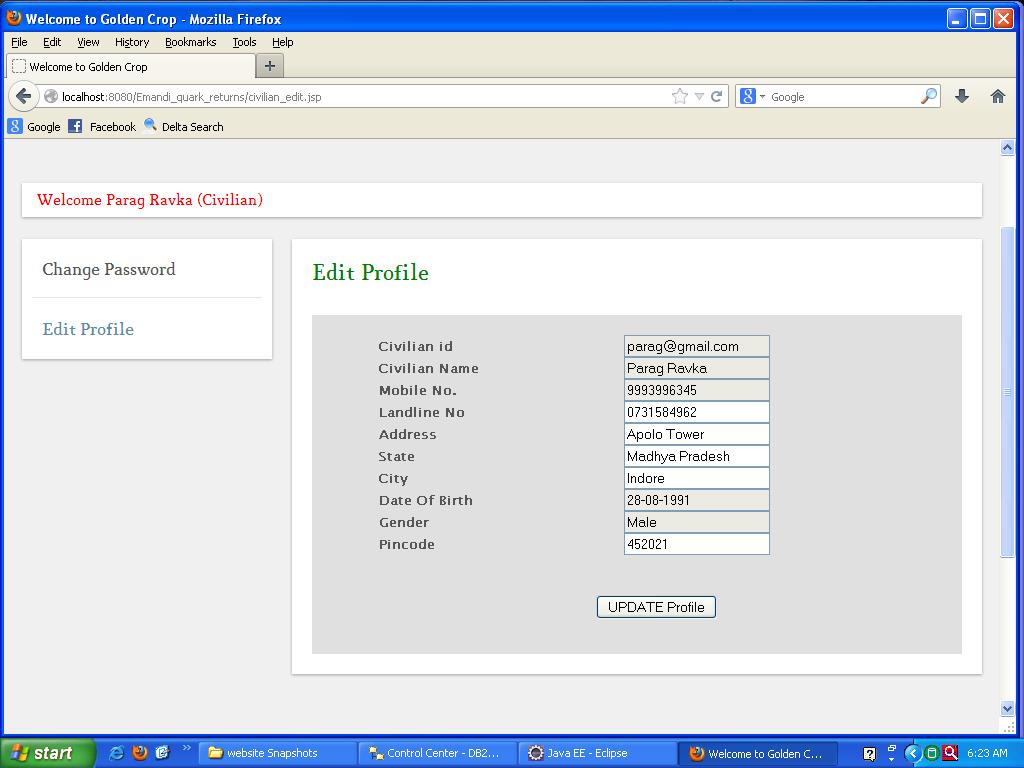 Welcome to Golden Crop - Mozilla Firefox
File Edit View History Bookmarks Tools Help
Welcome to Golden Crop +
localhost:8080/Emandi_quark_returns/civilian_edit.jsp Google
Google Facebook Delta Search
Welcome Parag Ravka (Civilian)
Change Password
Edit Profile
Edit Profile
Civilian id parag@gmail.com
Civilian Name Parag Ravka
Mobile No. 9993996345
Landline No 0731584962
Address Apolo Tower
State Madhya Pradesh
City Indore
Date Of Birth 28-08-1991
Gender Male
Pincode 452021
UPDATE Profile
start website Snapshots Control Center - DB2... Java EE - Eclipse Welcome to Golden C... 6:23 AM